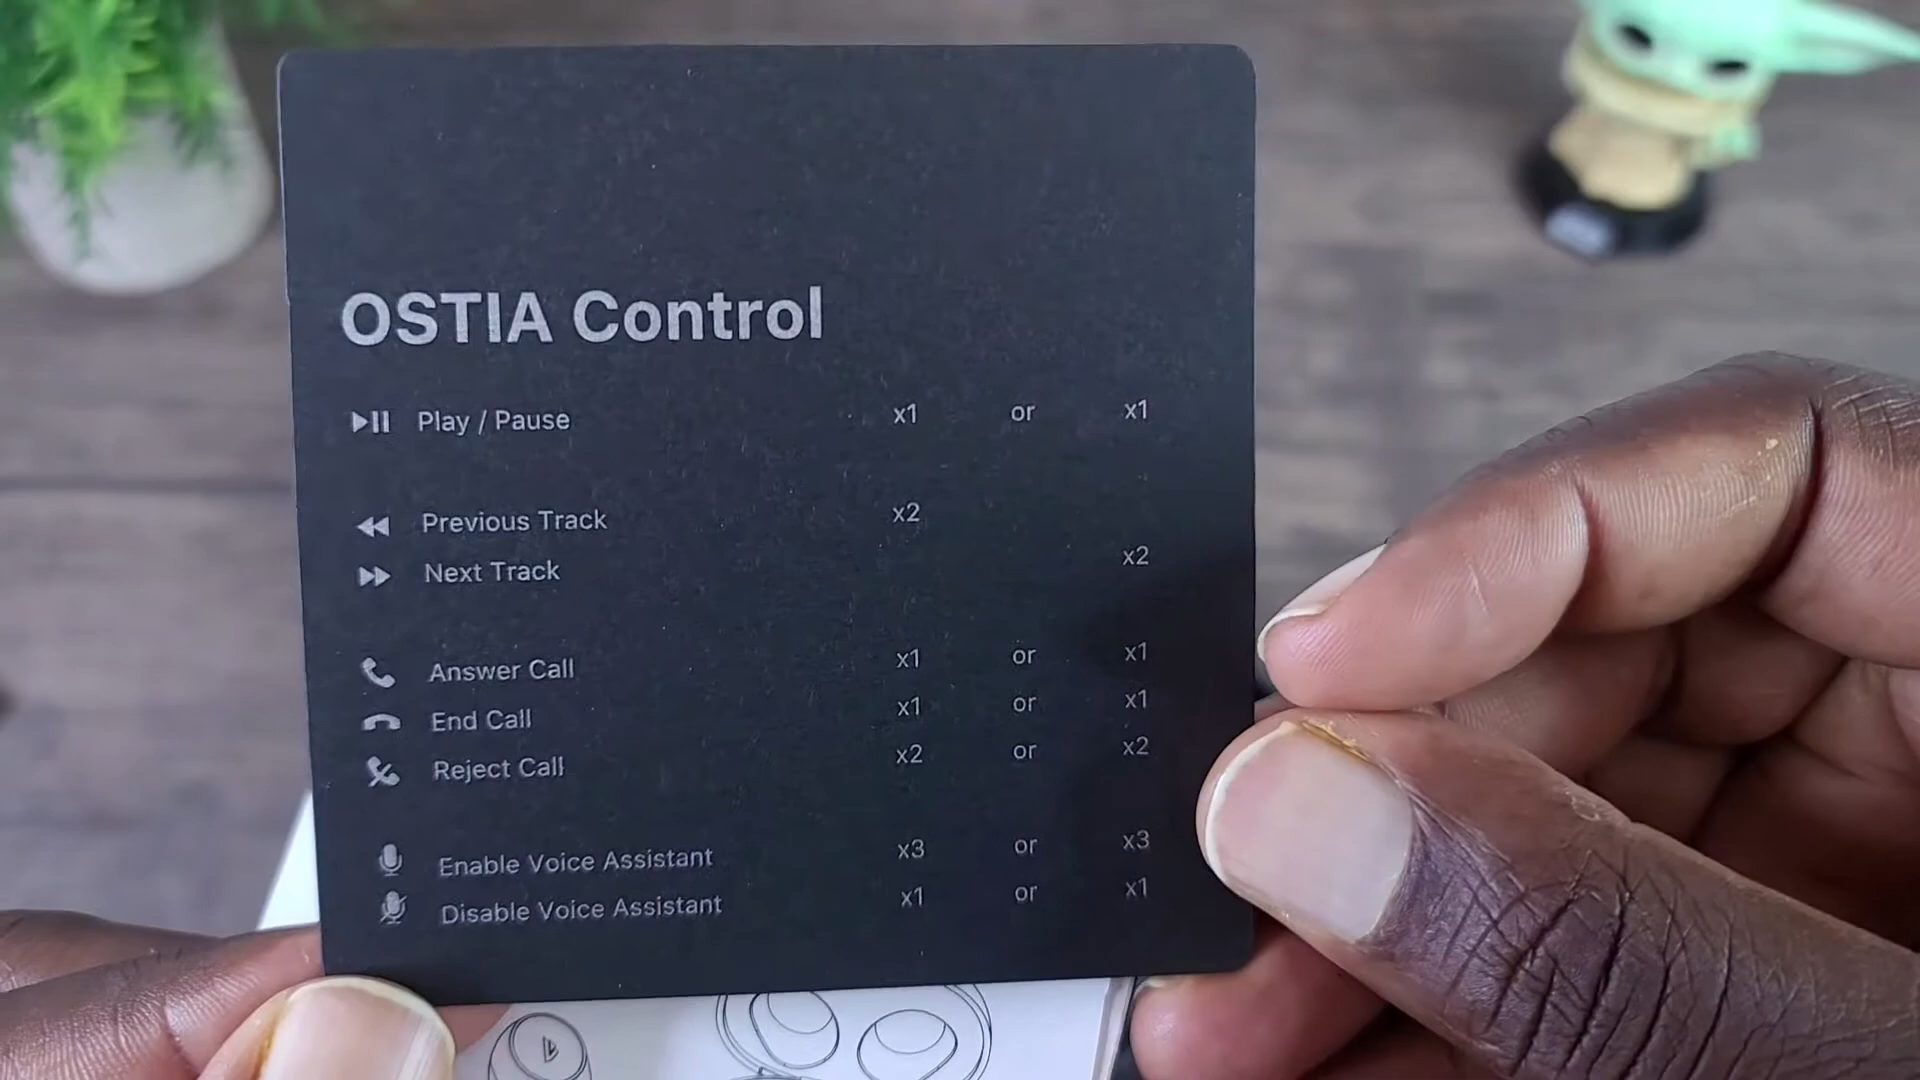 OSTIA Control
Play / Pause x1 or x1
Previous Track x2
Next Track x2
Answer Call x1 or x1
End Call x1 or x1
Reject Call x2 or x2
Enable Voice Assistant x3 or x3
Disable Voice Assistant x1 or x1